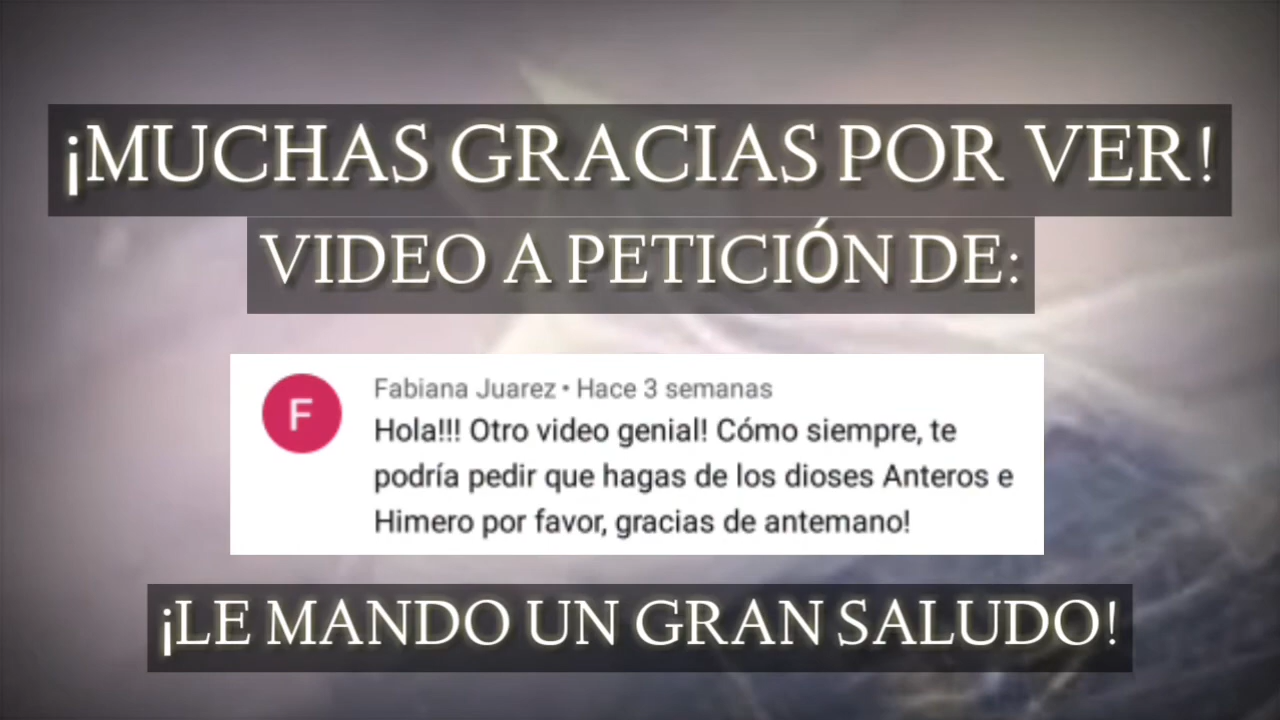 ¡MUCHAS GRACIAS POR VER!
VIDEO A PETICIÓN DE:
F
Fabiana Juarez • Hace 3 semanas
Hola!!! Otro video genial! Cómo siempre, te
podría pedir que hagas de los dioses Anteros e
Himero por favor, gracias de antemano!
¡LE MANDO UN GRAN SALUDO!